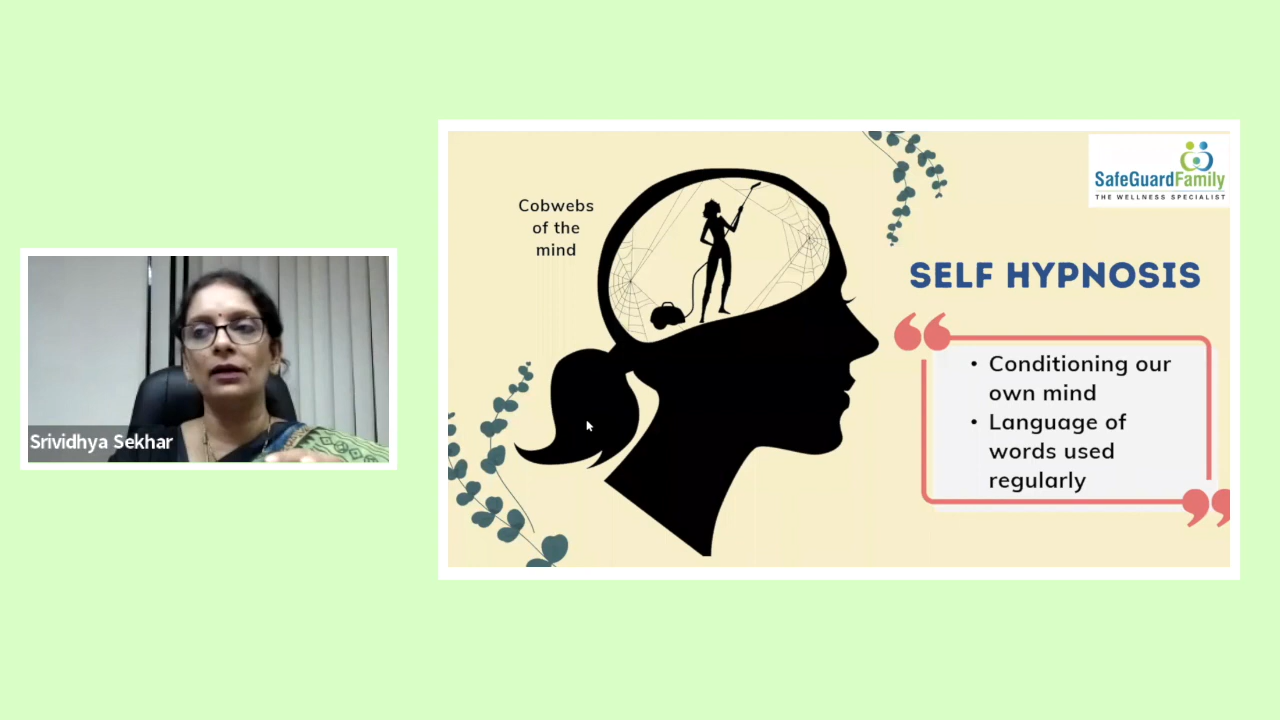 Srividhya Sekhar
Cobwebs
of the
mind
SafeGuardFamily
THE WELLNESS SPECIALIST
SELF HYPNOSIS
“
• Conditioning our
own mind
• Language of
words used
regularly
”